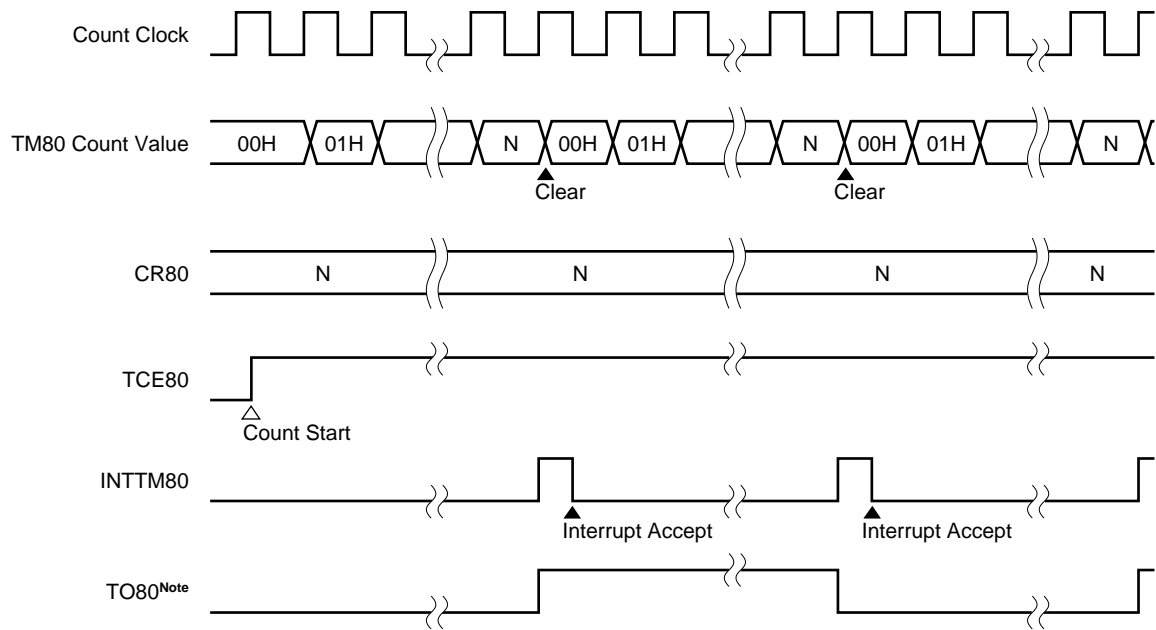 Count Clock
TM80 Count Value 00H 01H N 00H 01H N 00H 01H N
Clear Clear
CR80 N N N N
TCE80
Count Start
INTTM80
Interrupt Accept Interrupt Accept
TO80Note